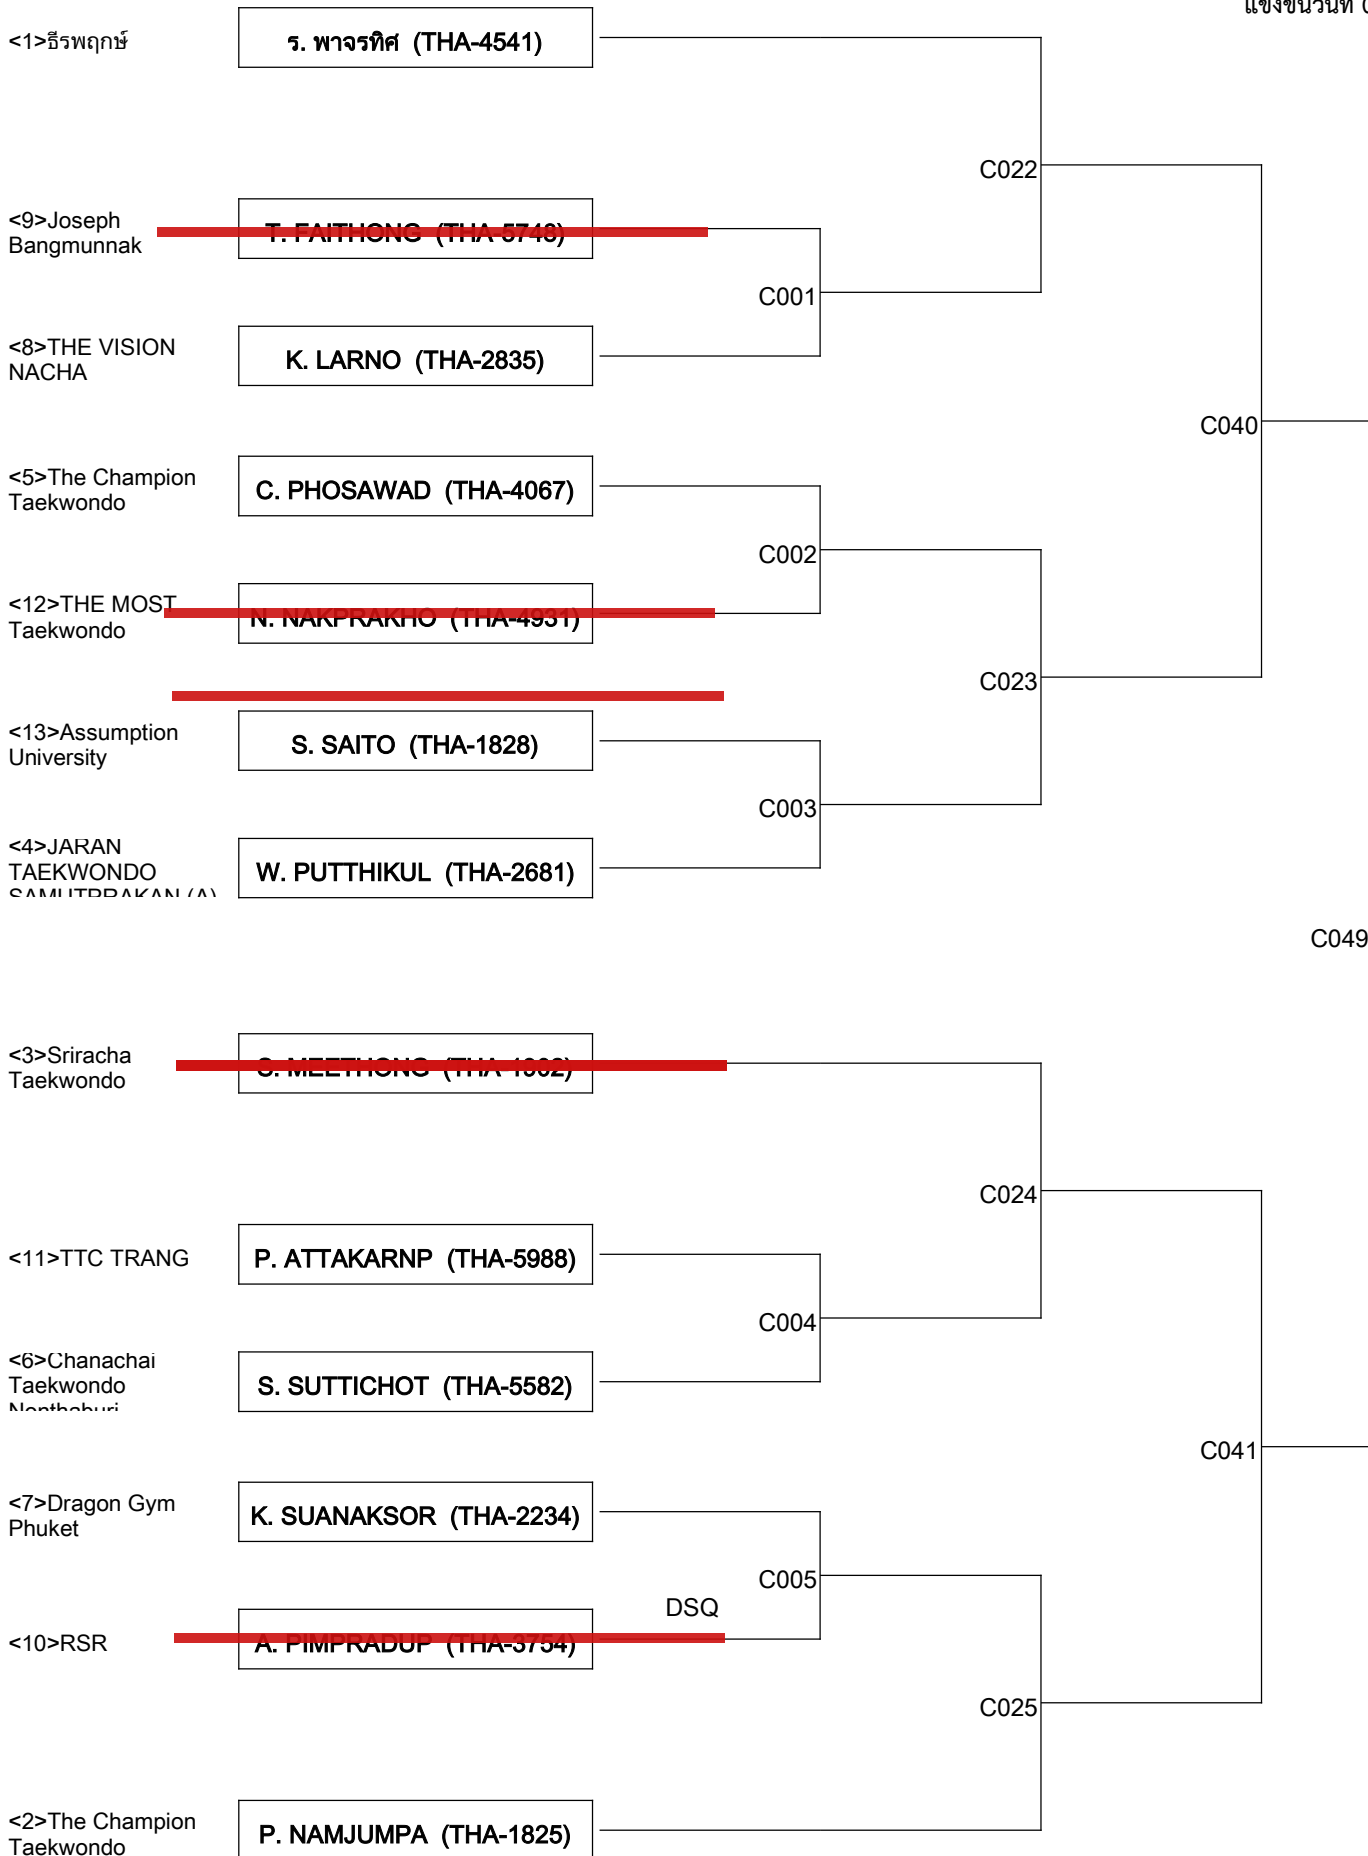 แข่งขันวันที่
<1>ธีรพฤกษ์
ร. พาจรทิศ (THA-4541)
C022
<9>Joseph
Bangmunnak
T. FAITHONG (THA-5748)
C001
<8>THE VISION
NACHA
K. LARNO (THA-2835)
C040
<5>The Champion
Taekwondo
C. PHOSAWAD (THA-4067)
C002
<12>THE MOST
Taekwondo
N. NAKPRAKHO (THA-4931)
C023
<13>Assumption
University
S. SAITO (THA-1828)
C003
<4>JARAN
TAEKWONDO
SAMUTPRAKAN (A)
W. PUTTHIKUL (THA-2681)
C049
<3>Sriracha
Taekwondo
MEETHONG
C024
<11>TTC TRANG
P. ATTAKARNP (THA-5988)
C004
<6>Chanachai
Taekwondo
Nonthaburi
S. SUTTICHOT (THA-5582)
C041
<7>Dragon Gym
Phuket
K. SUANAKSOR (THA-2234)
C005
DSQ
<10>RSR
A. PIMPRADUP (THA-3754)
C025
<2>The Champion
Taekwondo
P. NAMJUMPA (THA-1825)